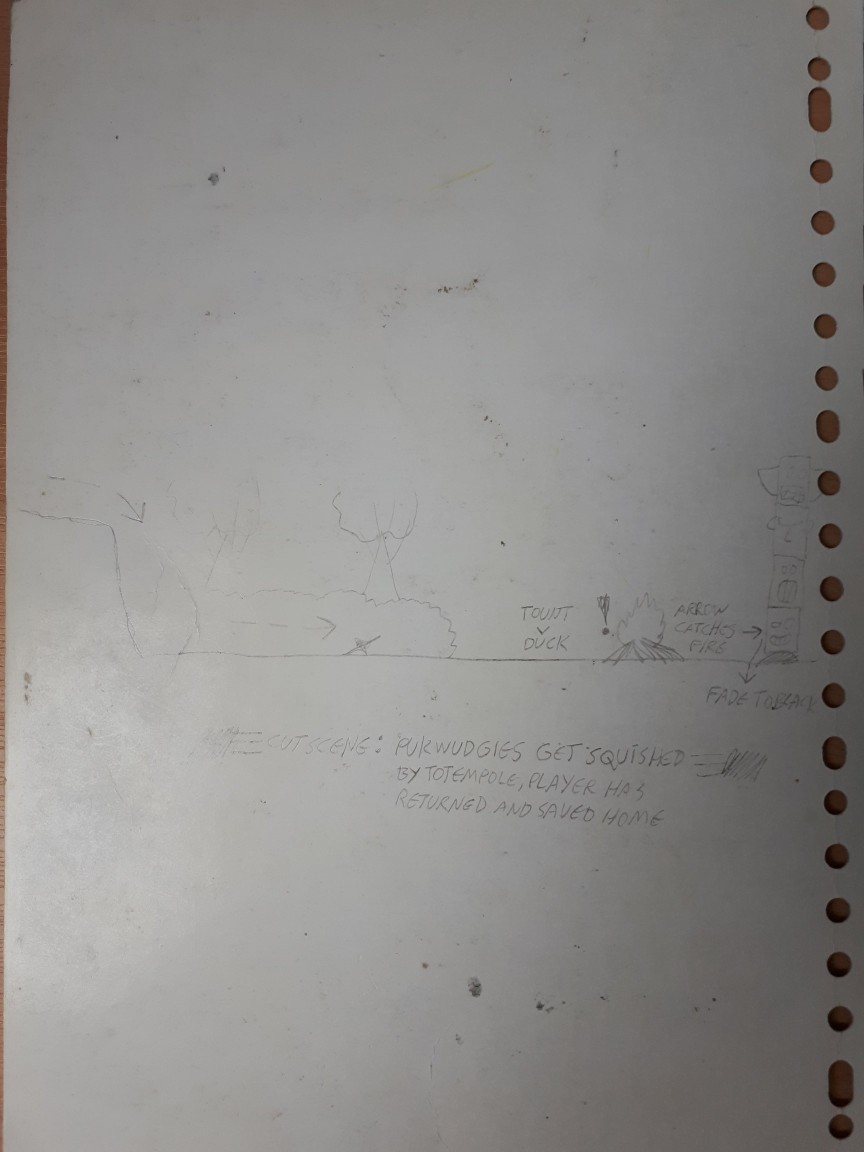 TOUNT
DUCK
!
ARROW
CATCHES
FIRE
FADE TO BLACK
CUTSCENE: PUKWUDGIES GET SQUISHED
BY TOTEMPOLE, PLAYER HAS
RETURNED AND SAVED HOME